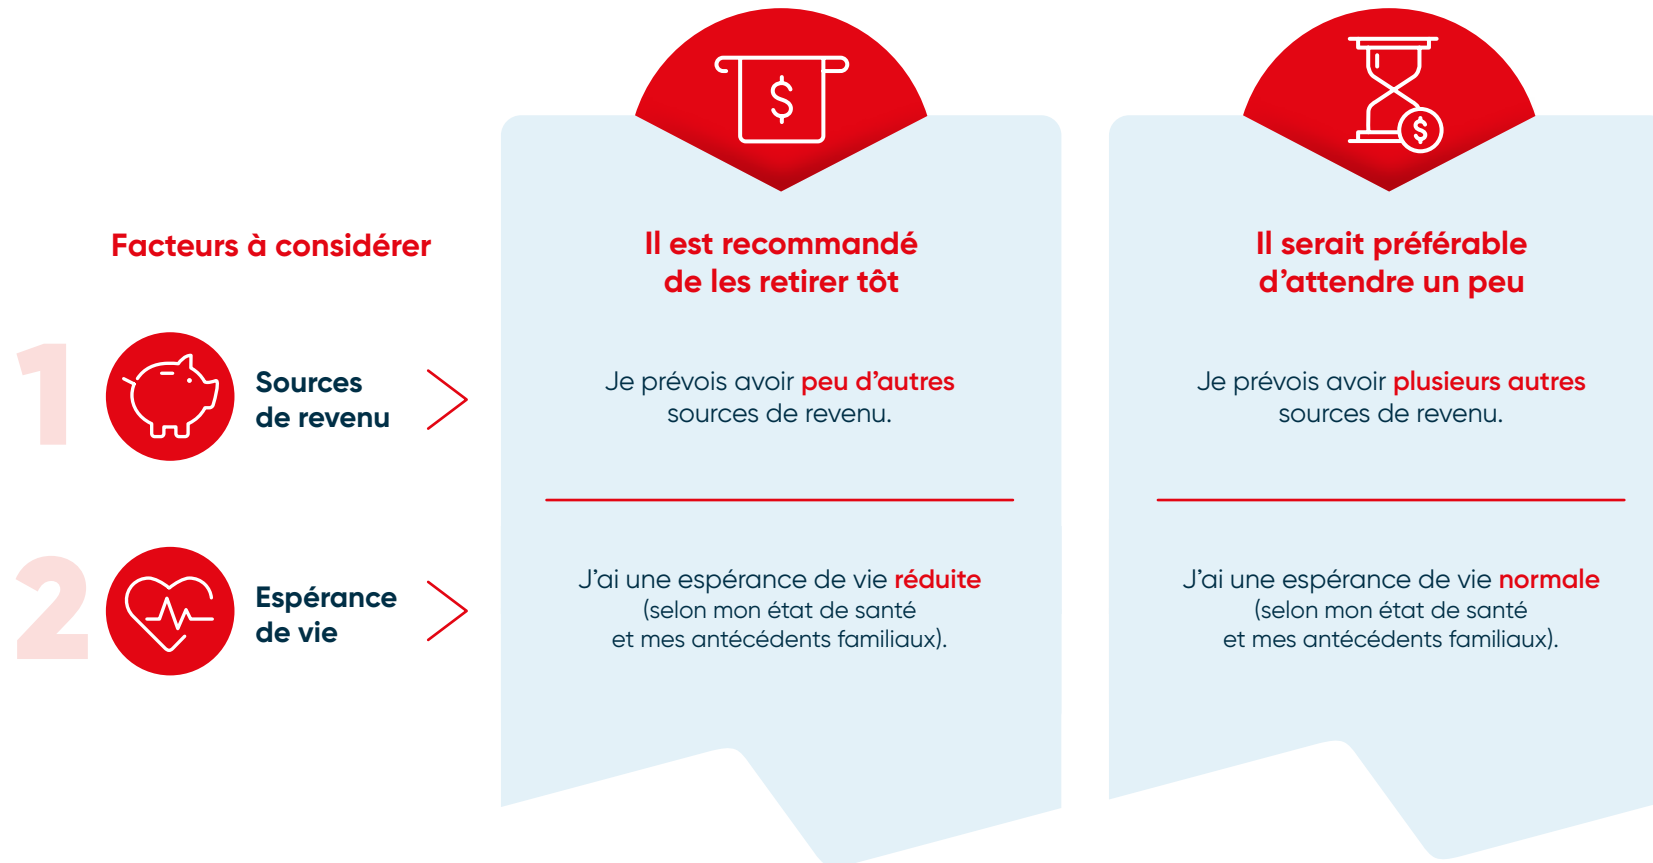 Facteurs à considérer
Il est recommandé
de les retirer tôt
Il serait préférable
d’attendre un peu
1
Sources
de revenu
Je prévois avoir peu d’autres
sources de revenu.
Je prévois avoir plusieurs autres
sources de revenu.
2
Espérance
de vie
J’ai une espérance de vie réduite
(selon mon état de santé
et mes antécédents familiaux).
J’ai une espérance de vie normale
(selon mon état de santé
et mes antécédents familiaux).